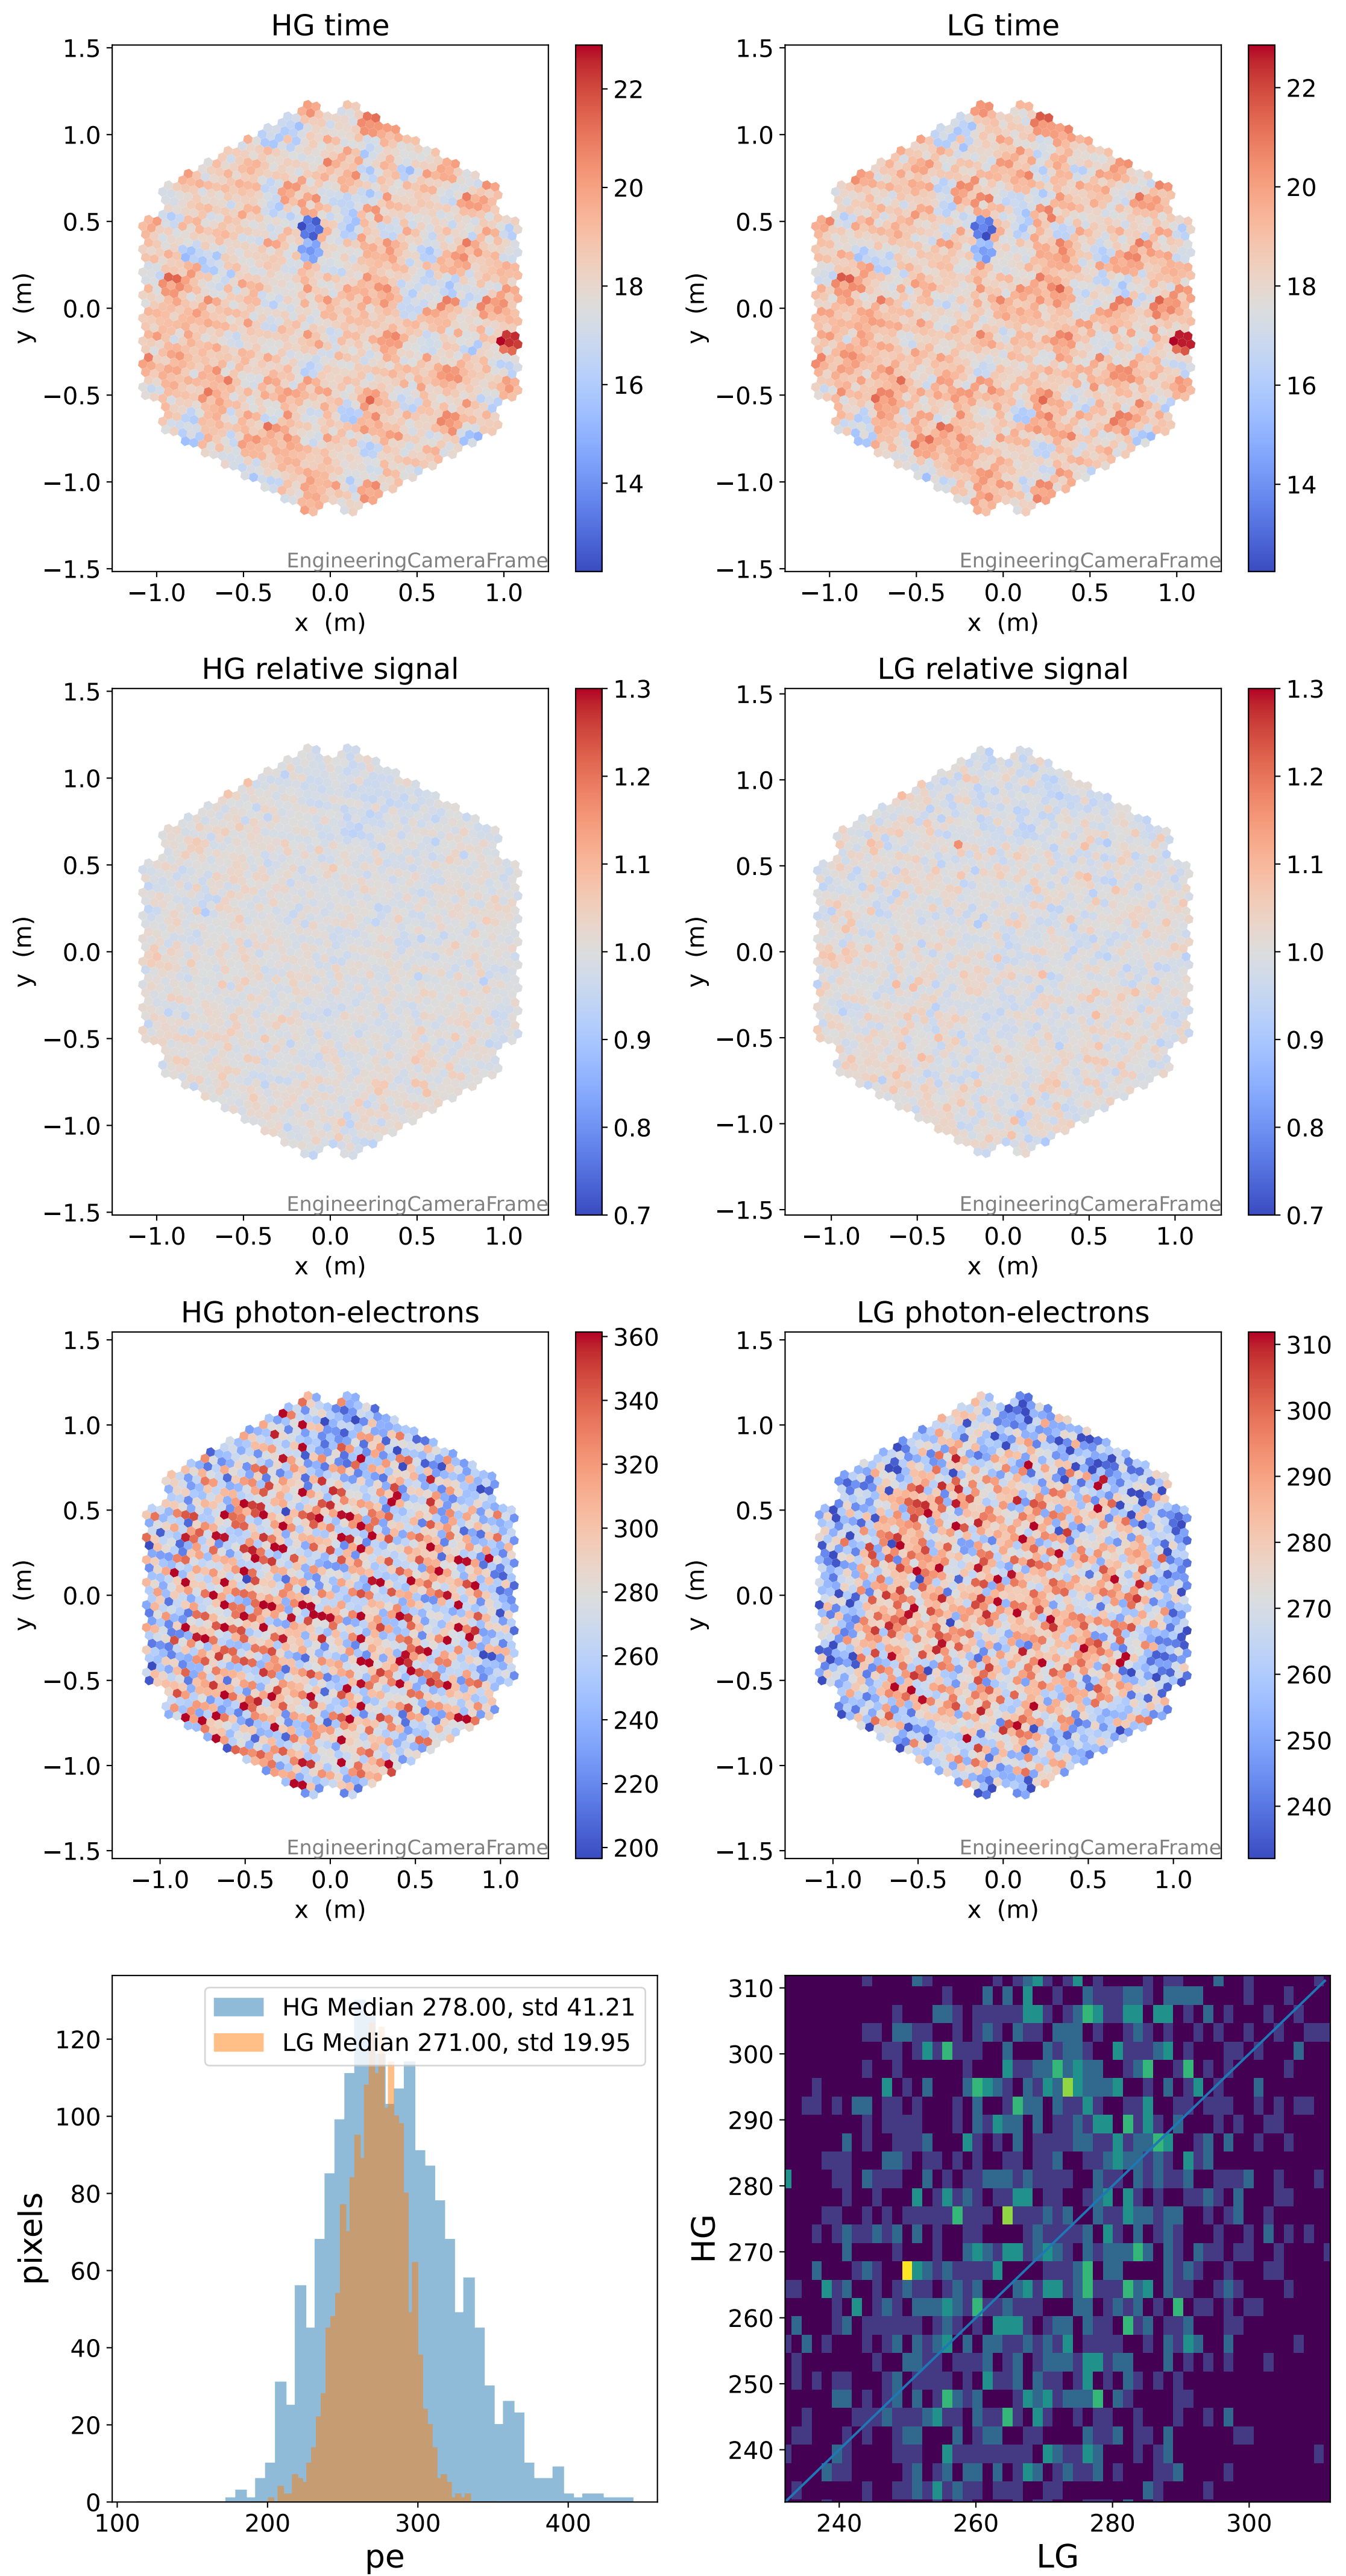 HG time
1.5
1.0
0.5
0.0
−0.5
−1.0
−1.5
y (m)
EngineeringCameraFrame
−1.0 −0.5 0.0 0.5 1.0
x (m)
22
20
18
16
14
LG time
1.5
1.0
0.5
0.0
−0.5
−1.0
−1.5
y (m)
EngineeringCameraFrame
−1.0 −0.5 0.0 0.5 1.0
x (m)
22
20
18
16
14
HG relative signal
1.5
1.0
0.5
0.0
−0.5
−1.0
−1.5
y (m)
EngineeringCameraFrame
−1.0 −0.5 0.0 0.5 1.0
x (m)
1.3
1.2
1.1
1.0
0.9
0.8
0.7
LG relative signal
1.5
1.0
0.5
0.0
−0.5
−1.0
−1.5
y (m)
EngineeringCameraFrame
−1.0 −0.5 0.0 0.5 1.0
x (m)
1.3
1.2
1.1
1.0
0.9
0.8
0.7
HG photon-electrons
1.5
1.0
0.5
0.0
−0.5
−1.0
−1.5
y (m)
EngineeringCameraFrame
−1.0 −0.5 0.0 0.5 1.0
x (m)
360
340
320
300
280
260
240
220
200
LG photon-electrons
1.5
1.0
0.5
0.0
−0.5
−1.0
−1.5
y (m)
EngineeringCameraFrame
−1.0 −0.5 0.0 0.5 1.0
x (m)
310
300
290
280
270
260
250
240
HG Median 278.00, std 41.21
LG Median 271.00, std 19.95
120
100
80
60
40
20
0
pixels
100 200 300 400
pe
310
300
290
280
270
260
250
240
HG
240 260 280 300
LG